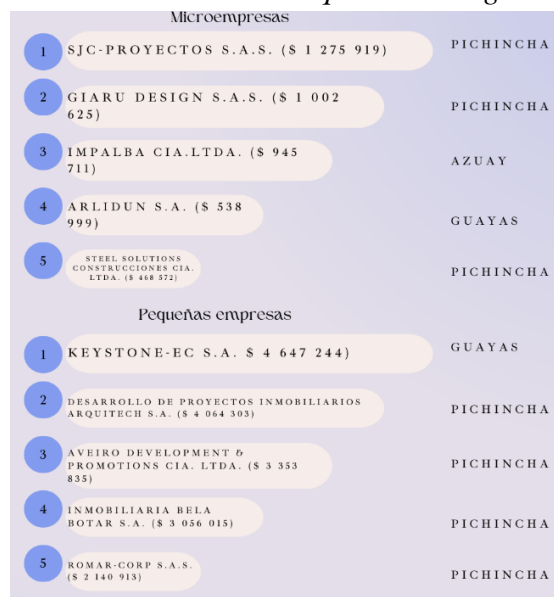 Microempresas
1 SJC-PROYECTOS S.A.S. ($ 1 275 919) PICHINCHA
2 GIARU DESIGN S.A.S. ($ 1 002
625) PICHINCHA
3 IMPALBA CIA.LTDA. ($ 945
711) AZUAY
4 ARLIDUN S.A. ($ 538
999) GUAYAS
5 STEEL SOLUTIONS
CONSTRUCCIONES CIA.
LTDA. ($ 468 572) PICHINCHA
Pequeñas empresas
1 KEYSTONE-EC S.A. $ 4 647 244) GUAYAS
2 DESARROLLO DE PROYECTOS INMOBILIARIOS
ARQUITECH S.A. ($ 4 064 303) PICHINCHA
3 AVEIRO DEVELOPMENT &
PROMOTIONS CIA. LTDA. ($ 3 353
835) PICHINCHA
4 INMOBILIARIA BELA
BOTAR S.A. ($ 3 056 015) PICHINCHA
5 ROMAR-CORP S.A.S.
($ 2 140 913) PICHINCHA